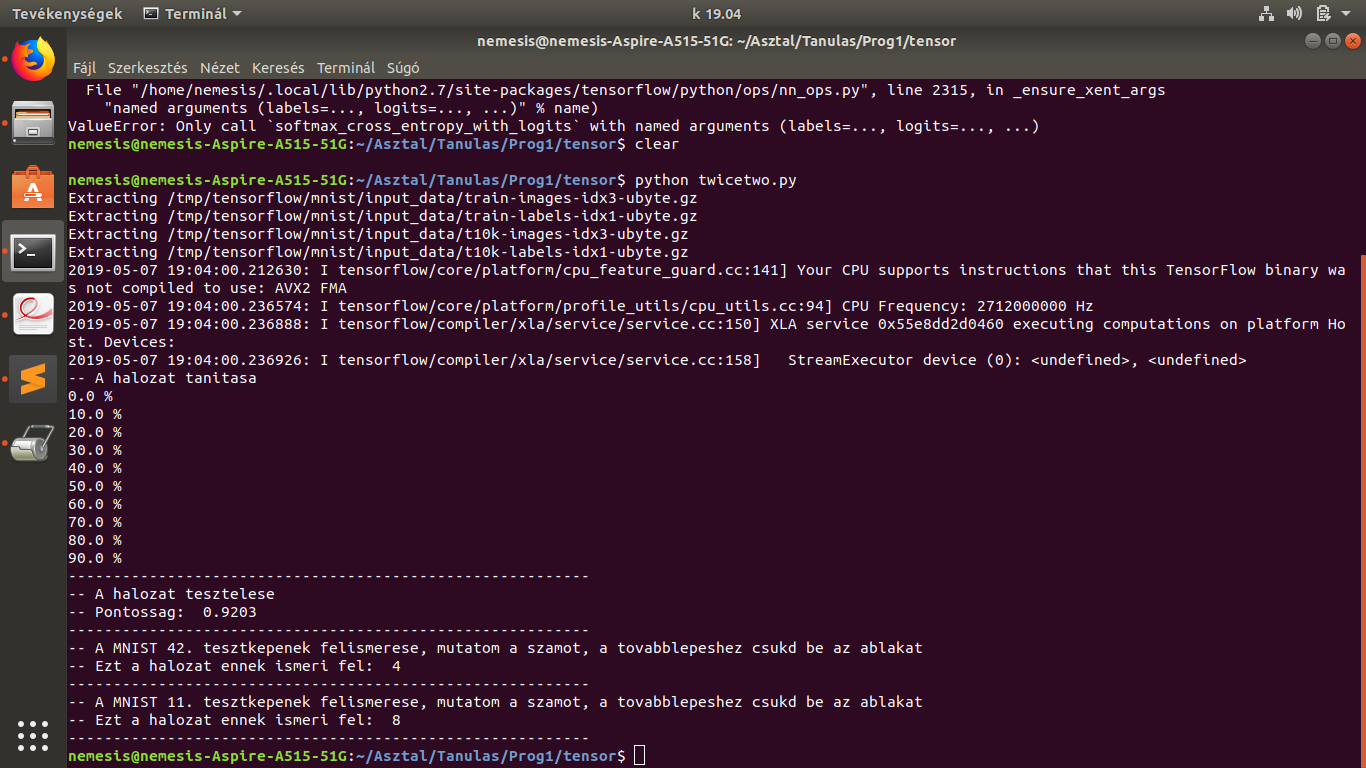 Tevékenységek Terminál k 19.04
nemesis@nemesis-Aspire-A515-51G: ~/Asztal/Tanulas/Prog1/tensor
Fájl Szerkesztés Nézet Keresés Terminál Súgó
File "/home/nemesis/.local/lib/python2.7/site-packages/tensorflow/python/ops/nn_ops.py", line 2315, in _ensure_xent_args
"named arguments (labels=..., logits=..., ...)" % name)
ValueError: Only call `softmax_cross_entropy_with_logits` with named arguments (labels=..., logits=..., ...)
nemesis@nemesis-Aspire-A515-51G:~/Asztal/Tanulas/Prog1/tensor$ clear
nemesis@nemesis-Aspire-A515-51G:~/Asztal/Tanulas/Prog1/tensor$ python twicetwo.py
Extracting /tmp/tensorflow/mnist/input_data/train-images-idx3-ubyte.gz
Extracting /tmp/tensorflow/mnist/input_data/train-labels-idx1-ubyte.gz
Extracting /tmp/tensorflow/mnist/input_data/t10k-images-idx3-ubyte.gz
Extracting /tmp/tensorflow/mnist/input_data/t10k-labels-idx1-ubyte.gz
2019-05-07 19:04:00.212630: I tensorflow/core/platform/cpu_feature_guard.cc:141] Your CPU supports instructions that this TensorFlow binary wa
s not compiled to use: AVX2 FMA
2019-05-07 19:04:00.236574: I tensorflow/core/platform/profile_utils/cpu_utils.cc:94] CPU Frequency: 2712000000 Hz
2019-05-07 19:04:00.236888: I tensorflow/compiler/xla/service/service.cc:150] XLA service 0x55e8dd2d0460 executing computations on platform Ho
st. Devices:
2019-05-07 19:04:00.236926: I tensorflow/compiler/xla/service/service.cc:158]   StreamExecutor device (0): <undefined>, <undefined>
-- A halozat tanitasa
0.0 %
10.0 %
20.0 %
30.0 %
40.0 %
50.0 %
60.0 %
70.0 %
80.0 %
90.0 %
----------------------------------------------------------
-- A halozat tesztelese
-- Pontossag:  0.9203
----------------------------------------------------------
-- A MNIST 42. tesztkepenek felismerese, mutatom a szamot, a tovabblepeshez csukd be az ablakat
-- Ezt a halozat ennek ismeri fel:  4
----------------------------------------------------------
-- A MNIST 11. tesztkepenek felismerese, mutatom a szamot, a tovabblepeshez csukd be az ablakat
-- Ezt a halozat ennek ismeri fel:  8
----------------------------------------------------------
nemesis@nemesis-Aspire-A515-51G:~/Asztal/Tanulas/Prog1/tensor$